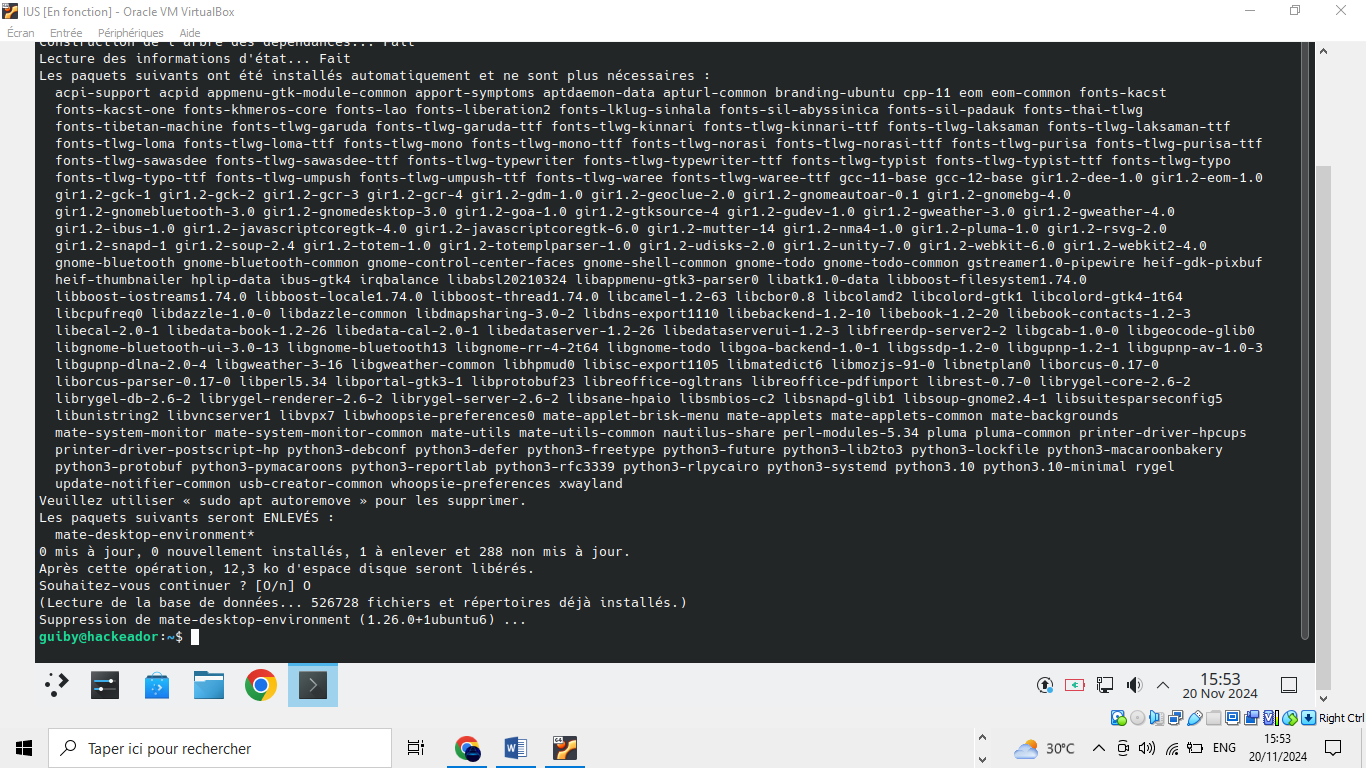 IUS [En fonction] - Oracle VM VirtualBox
Écran Entrée Périphériques Aide
Construction de l'arbre des dépendances... Fait
Lecture des informations d'état... Fait
Les paquets suivants ont été installés automatiquement et ne sont plus nécessaires :
acpi-support acpid appmenu-gtk-module-common apport-symptoms aptdaemon-data apturl-common branding-ubuntu cpp-11 eom eom-common fonts-kacst
fonts-kacst-one fonts-khmeros-core fonts-lao fonts-liberation2 fonts-lklug-sinhala fonts-sil-abyssinica fonts-sil-padauk fonts-thai-tlwg
fonts-tibetan-machine fonts-tlwg-garuda fonts-tlwg-garuda-ttf fonts-tlwg-kinnari fonts-tlwg-kinnari-ttf fonts-tlwg-laksaman fonts-tlwg-laksaman-ttf
fonts-tlwg-loma fonts-tlwg-loma-ttf fonts-tlwg-mono fonts-tlwg-mono-ttf fonts-tlwg-norasi fonts-tlwg-norasi-ttf fonts-tlwg-purisa fonts-tlwg-purisa-ttf
fonts-tlwg-sawasdee fonts-tlwg-sawasdee-ttf fonts-tlwg-typewriter fonts-tlwg-typewriter-ttf fonts-tlwg-typist fonts-tlwg-typist-ttf fonts-tlwg-typo
fonts-tlwg-typo-ttf fonts-tlwg-umpush fonts-tlwg-umpush-ttf fonts-tlwg-waree fonts-tlwg-waree-ttf gcc-11-base gcc-12-base gir1.2-dee-1.0 gir1.2-eom-1.0
gir1.2-gck-1 gir1.2-gck-2 gir1.2-gcr-3 gir1.2-gcr-4 gir1.2-gdm-1.0 gir1.2-geoclue-2.0 gir1.2-gnomeautoar-0.1 gir1.2-gnomebg-4.0
gir1.2-gnomebluetooth-3.0 gir1.2-gnomedesktop-3.0 gir1.2-goa-1.0 gir1.2-gtksource-4 gir1.2-gudev-1.0 gir1.2-gweather-3.0 gir1.2-gweather-4.0
gir1.2-ibus-1.0 gir1.2-javascriptcoregtk-4.0 gir1.2-javascriptcoregtk-6.0 gir1.2-mutter-14 gir1.2-nma4-1.0 gir1.2-pluma-1.0 gir1.2-rsvg-2.0
gir1.2-snapd-1 gir1.2-soup-2.4 gir1.2-totem-1.0 gir1.2-totemplparser-1.0 gir1.2-udisks-2.0 gir1.2-unity-7.0 gir1.2-webkit-6.0 gir1.2-webkit2-4.0
gnome-bluetooth gnome-bluetooth-common gnome-control-center-faces gnome-shell-common gnome-todo gnome-todo-common gstreamer1.0-pipewire heif-gdk-pixbuf
heif-thumbnailer hplip-data ibus-gtk4 irqbalance libabsl20210324 libappmenu-gtk3-parser0 libatk1.0-data libboost-filesystem1.74.0
libboost-iostreams1.74.0 libboost-locale1.74.0 libboost-thread1.74.0 libcamel-1.2-63 libcbor0.8 libcolamd2 libcolord-gtk1 libcolord-gtk4-1t64
libcpufreq0 libdazzle-1.0-0 libdazzle-common libdmapsharing-3.0-2 libdns-export1110 libebackend-1.2-10 libebook-1.2-20 libebook-contacts-1.2-3
libecal-2.0-1 libedata-book-1.2-26 libedata-cal-2.0-1 libedataserver-1.2-26 libedataserverui-1.2-3 libfreerdp-server2-2 libgcab-1.0-0 libgeocode-glib0
libgnome-bluetooth-ui-3.0-13 libgnome-bluetooth13 libgnome-rr-4-2t64 libgnome-todo libgoa-backend-1.0-1 libgssdp-1.2-0 libgupnp-1.2-1 libgupnp-av-1.0-3
libgupnp-dlna-2.0-4 libgweather-3-16 libgweather-common libhpmud0 libisc-export1105 libmatedict6 libmozjs-91-0 libnetplan0 liborcus-0.17-0
liborcus-parser-0.17-0 libperl5.34 libportal-gtk3-1 libprotobuf23 libreoffice-ogltrans libreoffice-pdfimport librest-0.7-0 librygel-core-2.6-2
librygel-db-2.6-2 librygel-renderer-2.6-2 librygel-server-2.6-2 libsane-hpaio libsmbios-c2 libsnapd-glib1 libsoup-gnome2.4-1 libsuitesparseconfig5
libunistring2 libvncserver1 libvpx7 libwhoopsie-preferences0 mate-applet-brisk-menu mate-applets mate-applets-common mate-backgrounds
mate-system-monitor mate-system-monitor-common mate-utils mate-utils-common nautilus-share perl-modules-5.34 pluma pluma-common printer-driver-hpcups
printer-driver-postscript-hp python3-debconf python3-defer python3-freetype python3-future python3-lib2to3 python3-lockfile python3-macaroonbakery
python3-protobuf python3-pymacaroons python3-reportlab python3-rfc3339 python3-rlpycairo python3-systemd python3.10 python3.10-minimal rygel
update-notifier-common usb-creator-common whoopsie-preferences xwayland
Veuillez utiliser « sudo apt autoremove » pour les supprimer.
Les paquets suivants seront ENLEVÉS :
mate-desktop-environment*
0 mis à jour, 0 nouvellement installés, 1 à enlever et 288 non mis à jour.
Après cette opération, 12,3 ko d'espace disque seront libérés.
Souhaitez-vous continuer ? [O/n] O
(Lecture de la base de données... 526728 fichiers et répertoires déjà installés.)
Suppression de mate-desktop-environment (1.26.0+1ubuntu6) ...
guiby@hackeador:~$
15:53
20 Nov 2024
Right Ctrl
Taper ici pour rechercher
30°C
ENG
15:53
20/11/2024